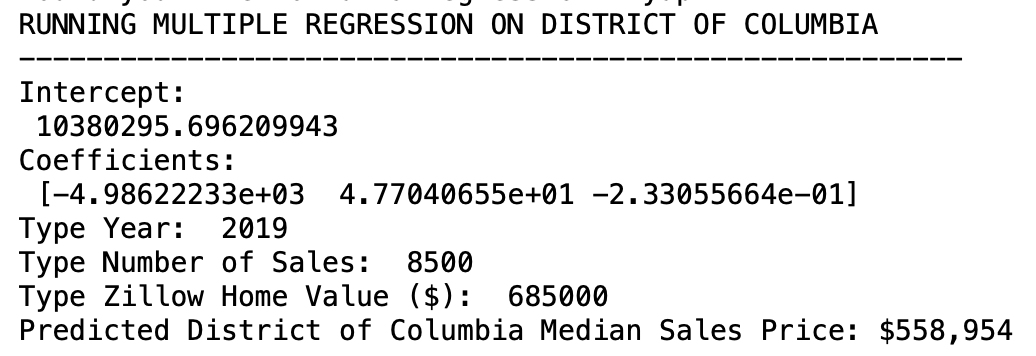 RUNNING MULTIPLE REGRESSION ON DISTRICT OF COLUMBIA
--------------------------------------------------------
Intercept:
10380295.696209943
Coefficients:
[-4.98622233e+03  4.77040655e+01 -2.33055664e-01]
Type Year:  2019
Type Number of Sales:  8500
Type Zillow Home Value ($):  685000
Predicted District of Columbia Median Sales Price: $558,954